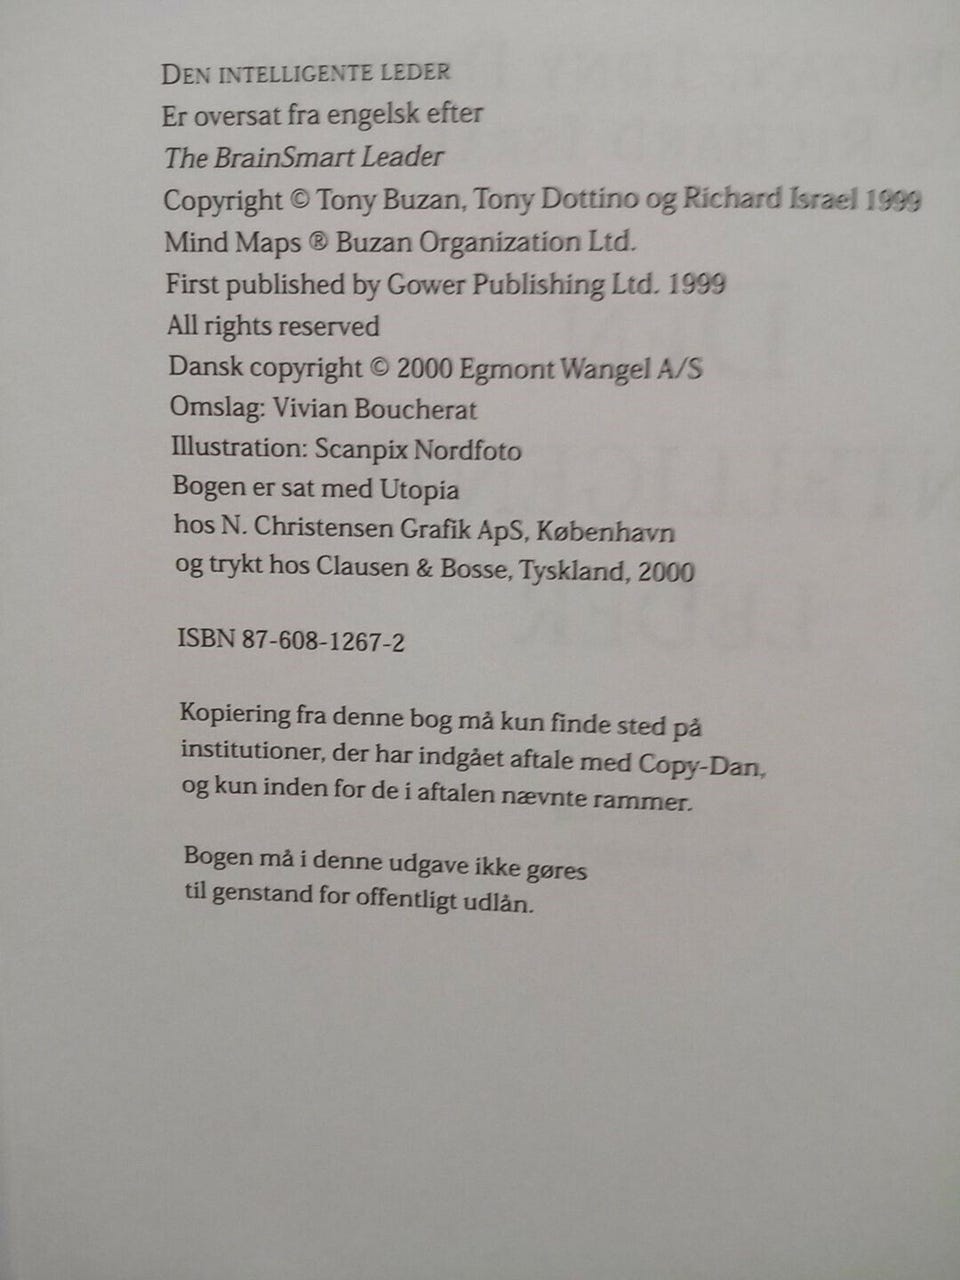 DEN INTELLIGENTE LEDER
Er oversat fra engelsk efter
The BrainSmart Leader
Copyright © Tony Buzan, Tony Dottino og Richard Israel 1999
Mind Maps ® Buzan Organization Ltd.
First published by Gower Publishing Ltd. 1999
All rights reserved
Dansk copyright © 2000 Egmont Wangel A/S
Omslag: Vivian Boucherat
Illustration: Scanpix Nordfoto
Bogen er sat med Utopia
hos N. Christensen Grafik ApS, København
og trykt hos Clausen & Bosse, Tyskland, 2000
ISBN 87-608-1267-2
Kopiering fra denne bog må kun finde sted på
institutioner, der har indgået aftale med Copy-Dan,
og kun inden for de i aftalen nævnte rammer.
Bogen må i denne udgave ikke gøres
til genstand for offentligt udlån.